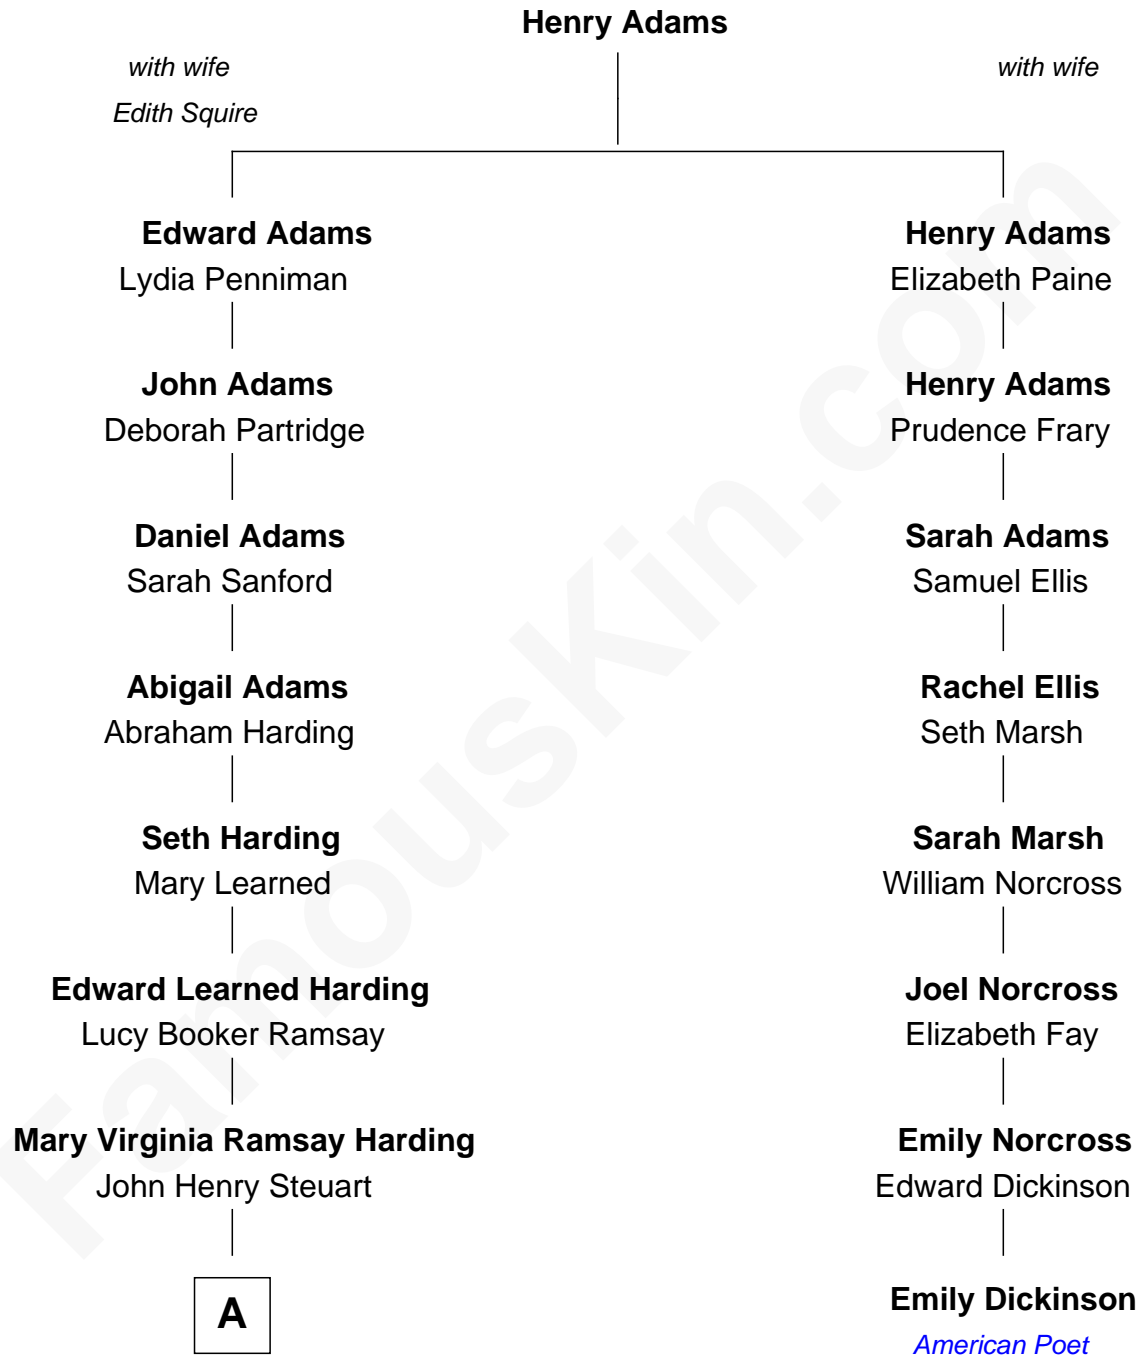 Henry Adams
with wife
Edith Squire
with wife
Edward Adams
Lydia Penniman
Henry Adams
Elizabeth Paine
John Adams
Deborah Partridge
Henry Adams
Prudence Frary
Daniel Adams
Sarah Sanford
Sarah Adams
Samuel Ellis
Abigail Adams
Abraham Harding
Rachel Ellis
Seth Marsh
Seth Harding
Mary Learned
Sarah Marsh
William Norcross
Edward Learned Harding
Lucy Booker Ramsay
Joel Norcross
Elizabeth Fay
Mary Virginia Ramsay Harding
John Henry Steuart
Emily Norcross
Edward Dickinson
A
Emily Dickinson
American Poet
FamousKin.com